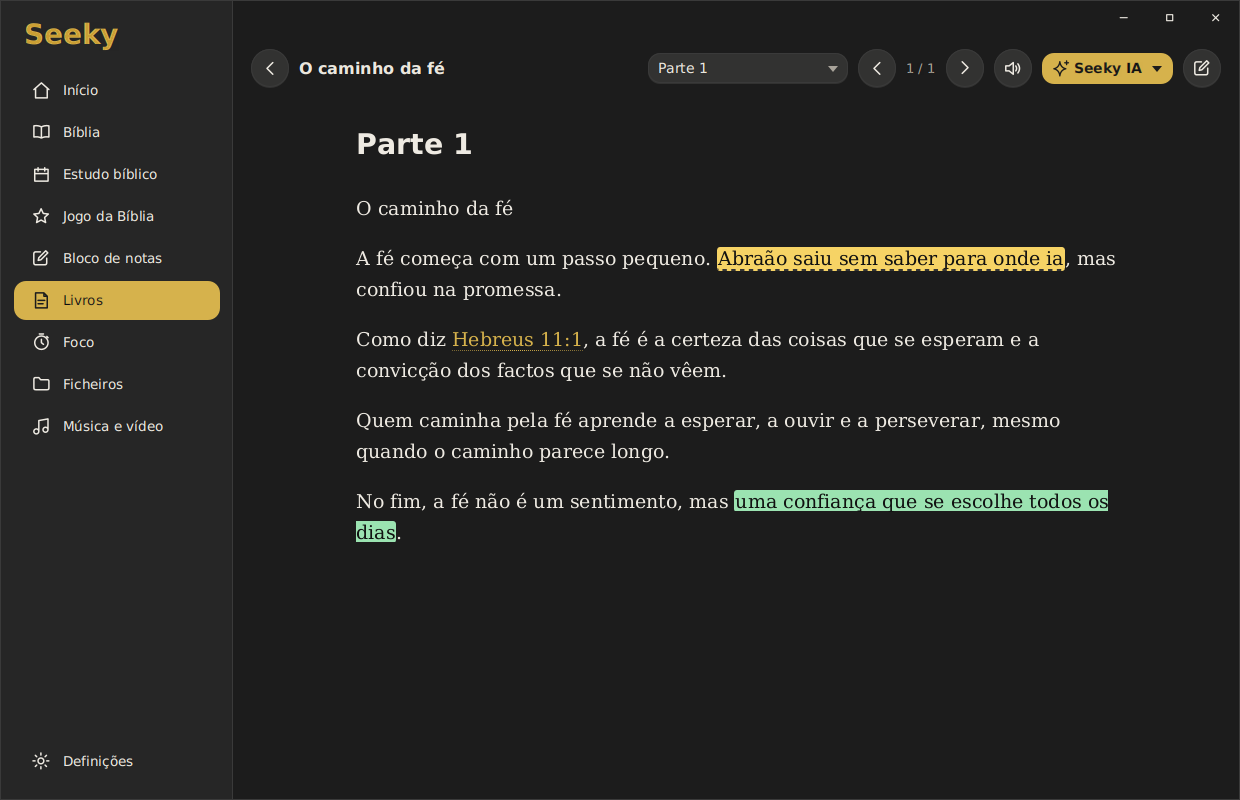 Seeky
Início
Bíblia
Estudo bíblico
Jogo da Bíblia
Bloco de notas
Livros
Foco
Ficheiros
Música e vídeo
Definições
O caminho da fé
Parte 1
1 / 1
Seeky IA
Parte 1
O caminho da fé
A fé começa com um passo pequeno. Abraão saiu sem saber para onde ia, mas
confiou na promessa.
Como diz Hebreus 11:1, a fé é a certeza das coisas que se esperam e a
convicção dos factos que se não vêem.
Quem caminha pela fé aprende a esperar, a ouvir e a perseverar, mesmo
quando o caminho parece longo.
No fim, a fé não é um sentimento, mas uma confiança que se escolhe todos os
dias.